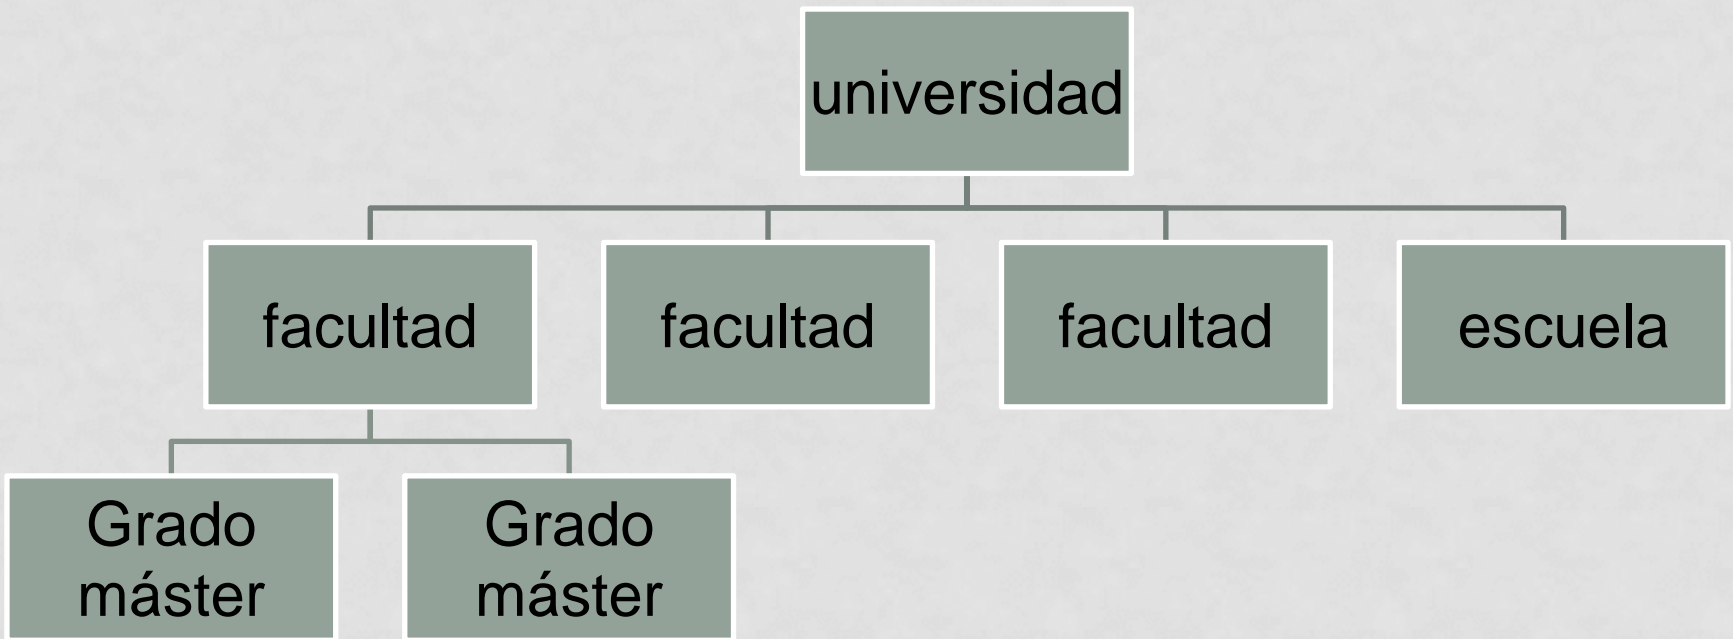 universidad
facultad
facultad
facultad
escuela
Grado
máster
Grado
máster